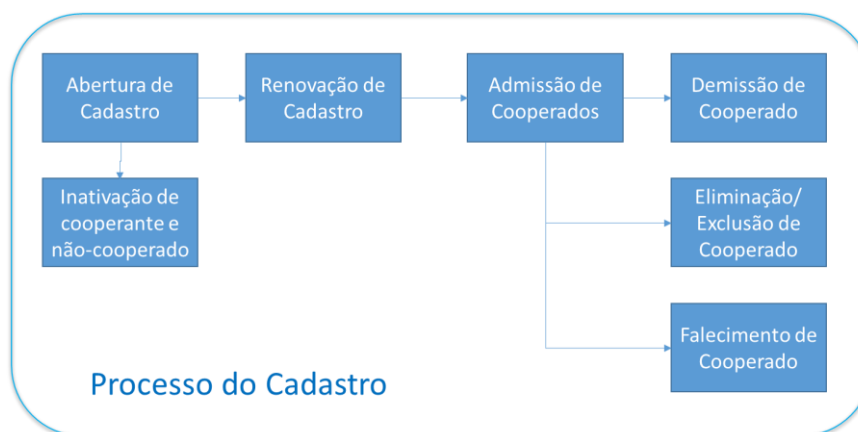 Abertura de
Cadastro
Renovação de
Cadastro
Admissão de
Cooperados
Demissão de
Cooperado
Inativação de
cooperante e
não-cooperado
Eliminação/
Exclusão de
Cooperado
Falecimento de
Cooperado
Processo do Cadastro